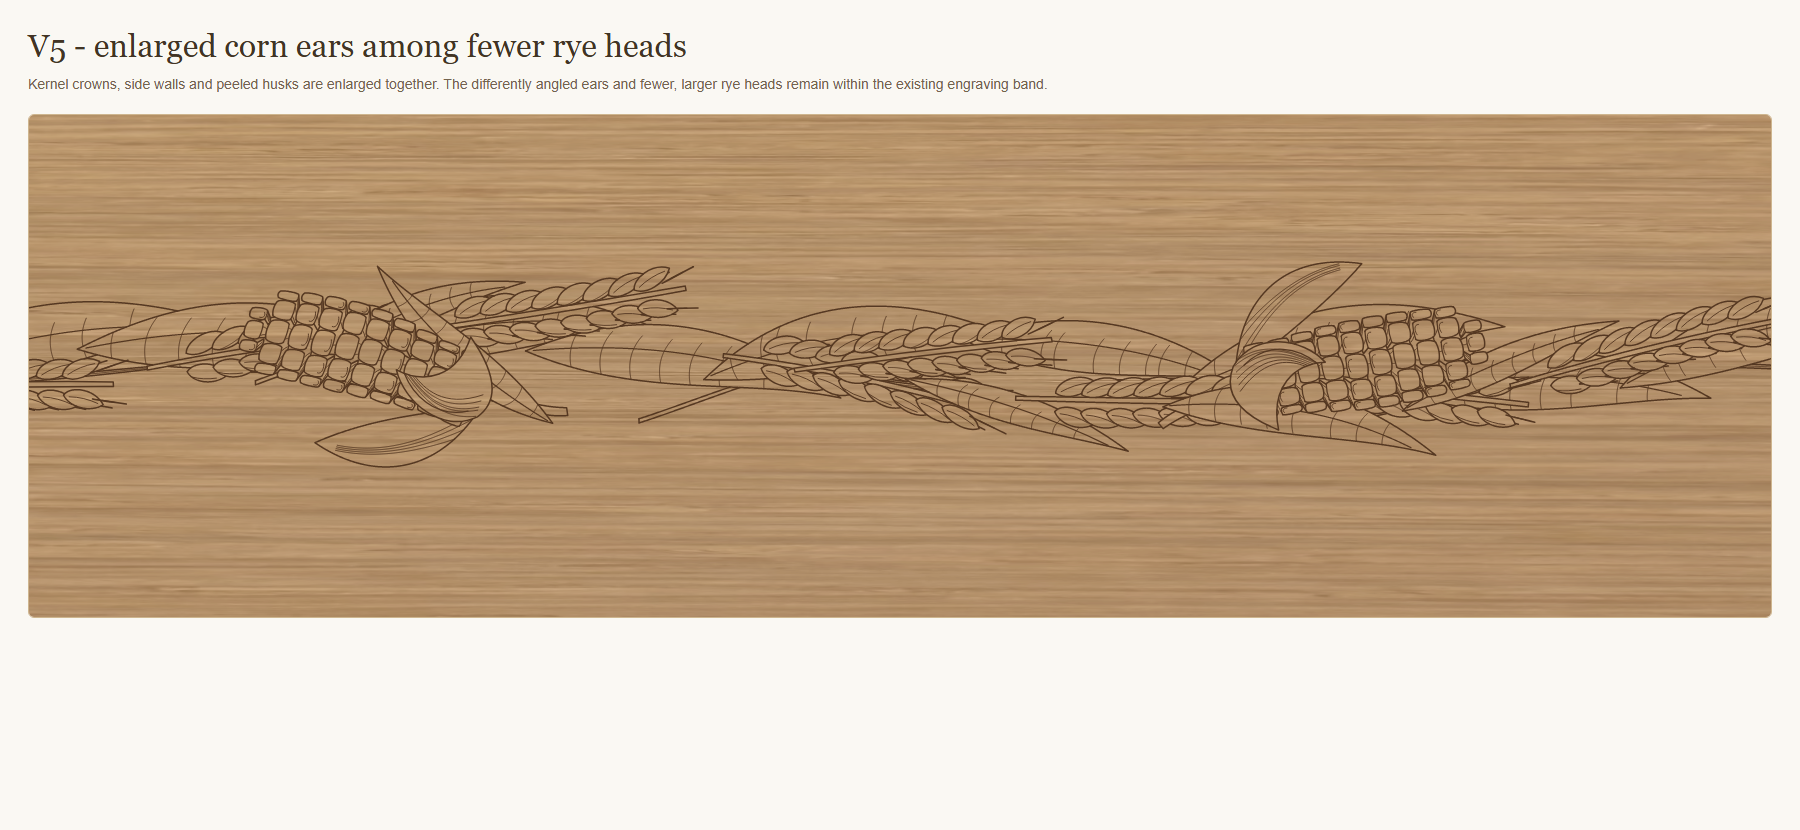 V5 - enlarged corn ears among fewer rye heads
Kernel crowns, side walls and peeled husks are enlarged together. The differently angled ears and fewer, larger rye heads remain within the existing engraving band.